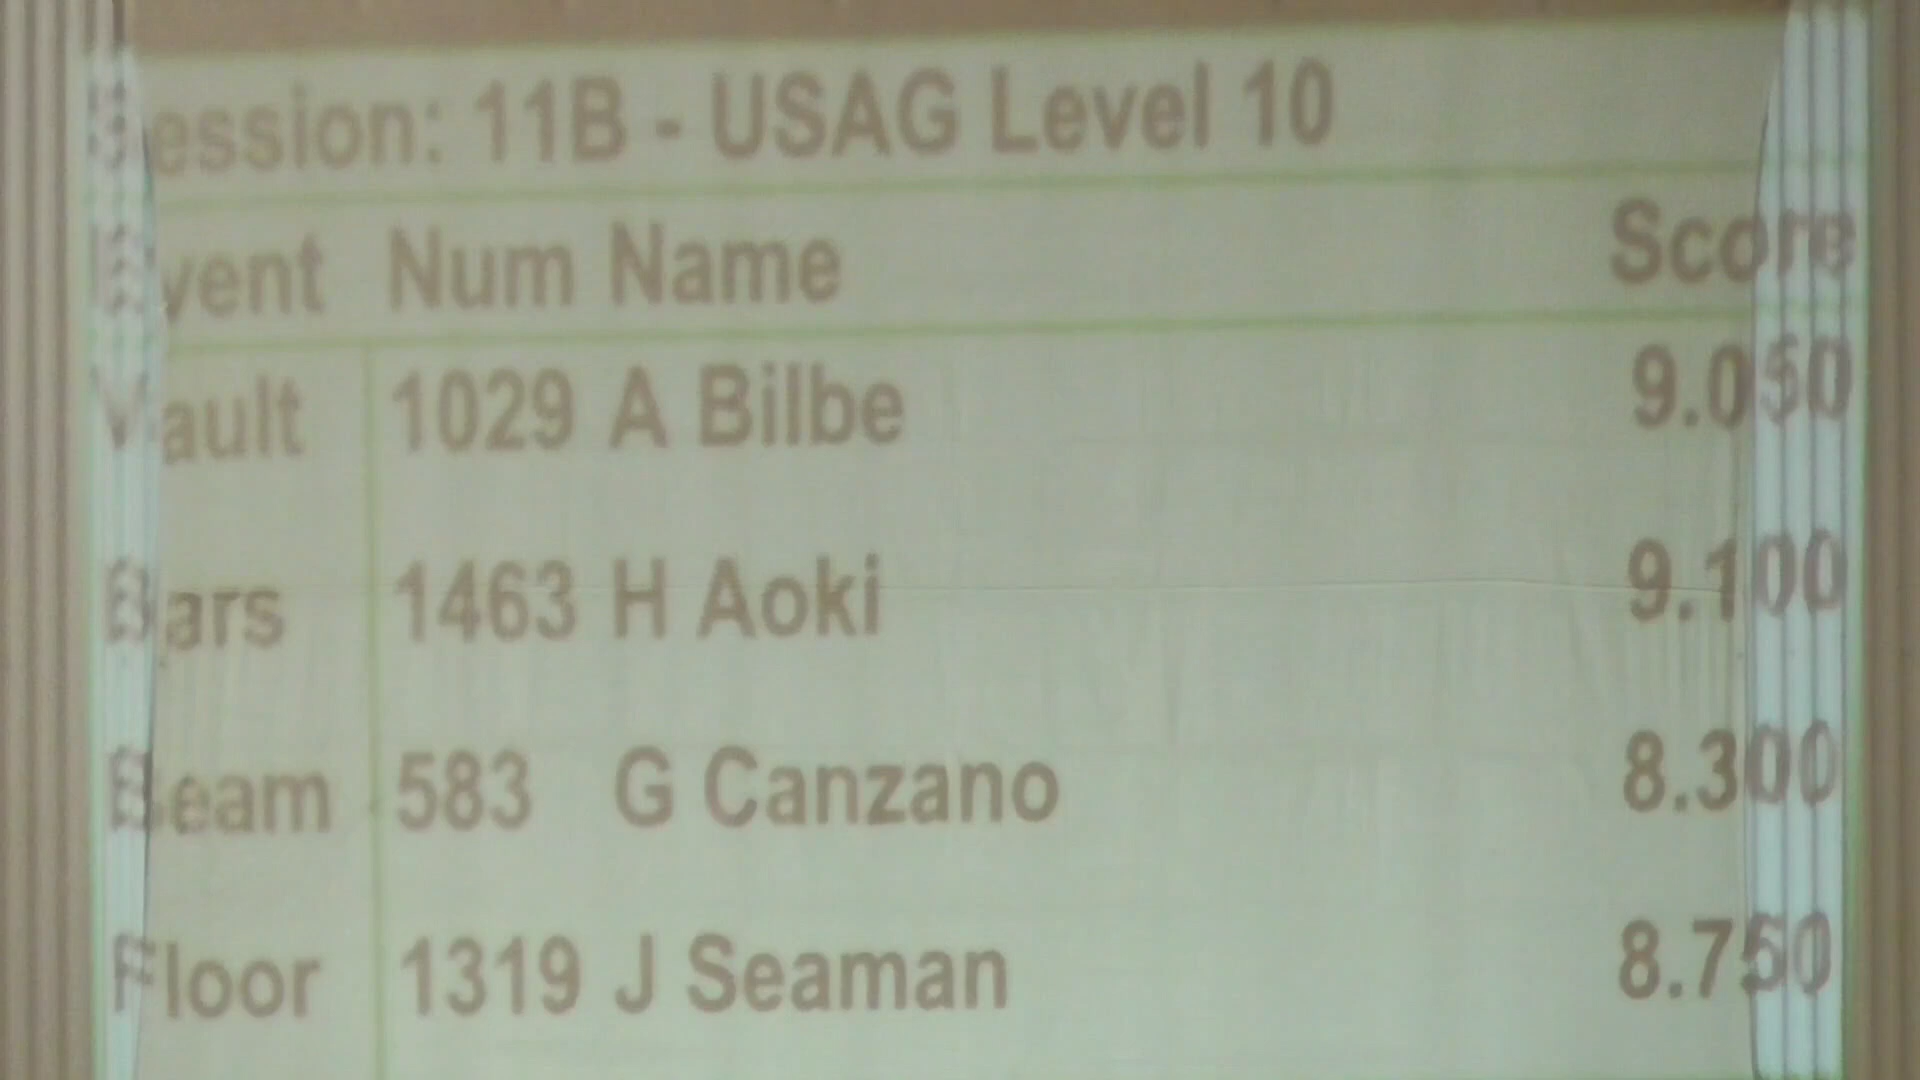 Session: 11B - USAG Level 10
Event Num Name Score
Vault 1029 A Bilbe 9.050
Bars 1463 H Aoki 9.100
Beam 583 G Canzano 8.300
Floor 1319 J Seaman 8.750